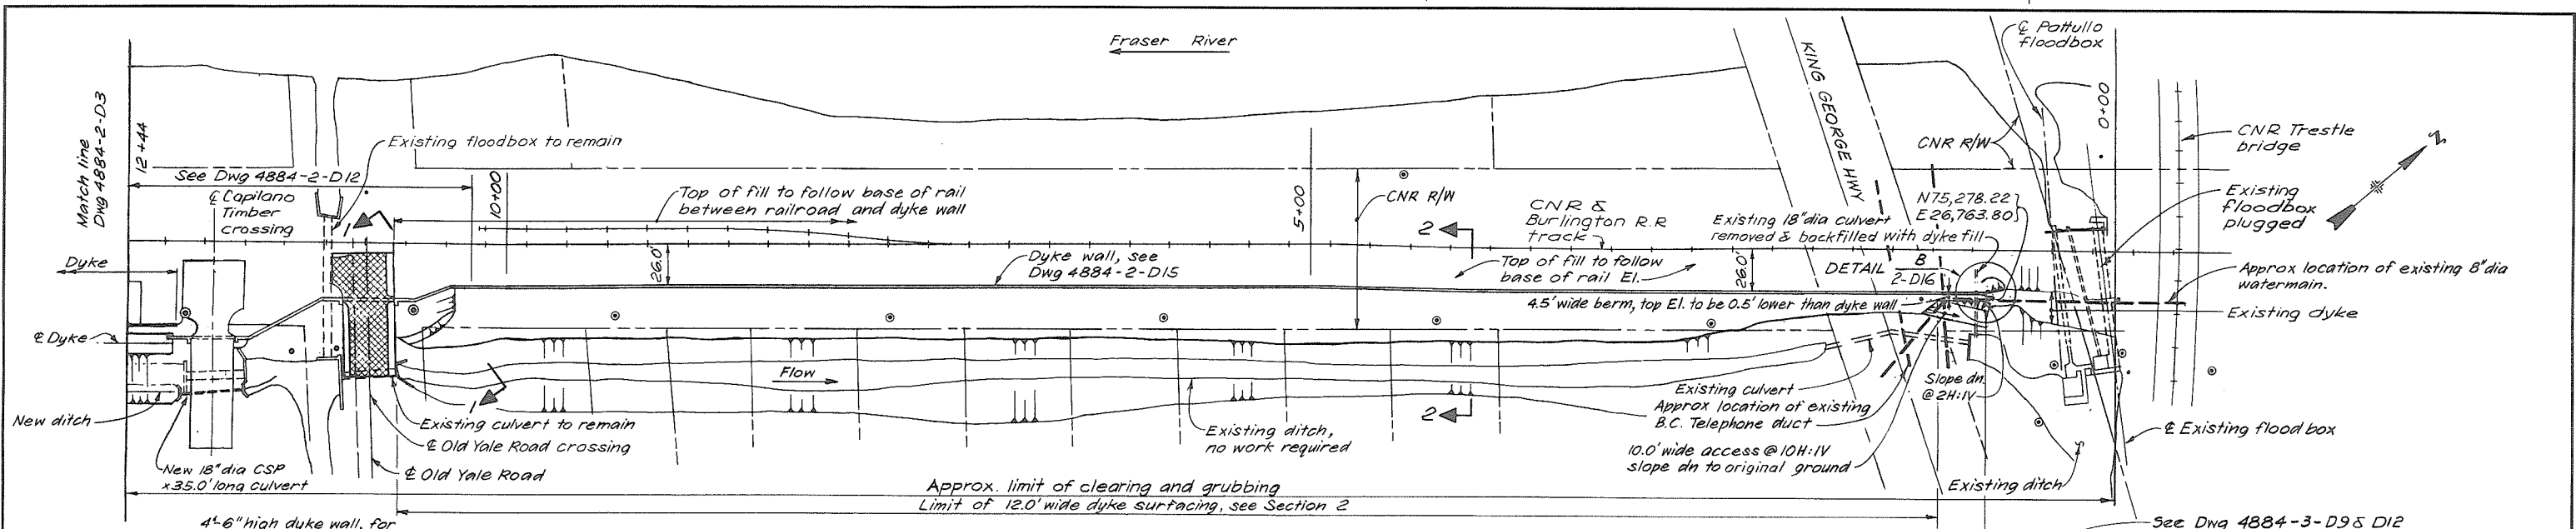 Fraser River
℄ Pattullo
floodbox
KING GEORGE HWY
Match line
Dwg 4884-2-D3
12+44
0+00
CNR Trestle
bridge
N
Existing floodbox to remain
CNR R/W
See Dwg 4884-2-D12
℄ Capilano
Timber
crossing
10+00
Top of fill to follow base of rail
between railroad and dyke wall
5+00
CNR R/W
CNR &
Burlington R.R
track
Existing 18"dia culvert
removed & backfilled with dyke fill
N75,278.22
E26,763.80
Existing
floodbox
plugged
2
Dyke
1
26.0'
Dyke wall, see
Dwg 4884-2-D15
Top of fill to follow
base of rail El.
26.0'
DETAIL B
2-D16
Approx location of existing 8"dia
watermain.
4.5' wide berm, top El. to be 0.5' lower than dyke wall
Existing dyke
℄ Dyke
Flow
New ditch
1
Existing culvert to remain
℄ Old Yale Road crossing
℄ Old Yale Road
New 18"dia CSP
x35.0' long culvert
Existing ditch,
no work required
2
Existing culvert
Approx location of existing
B.C. Telephone duct
Slope dn.
@ 2H:1V
10.0' wide access @ 10H:1V
slope dn to original ground
Existing ditch
℄ Existing flood box
Approx. limit of clearing and grubbing
Limit of 12.0' wide dyke surfacing, see Section 2
4'-6" high dyke wall, for
See Dwg 4884-3-D9 & D12